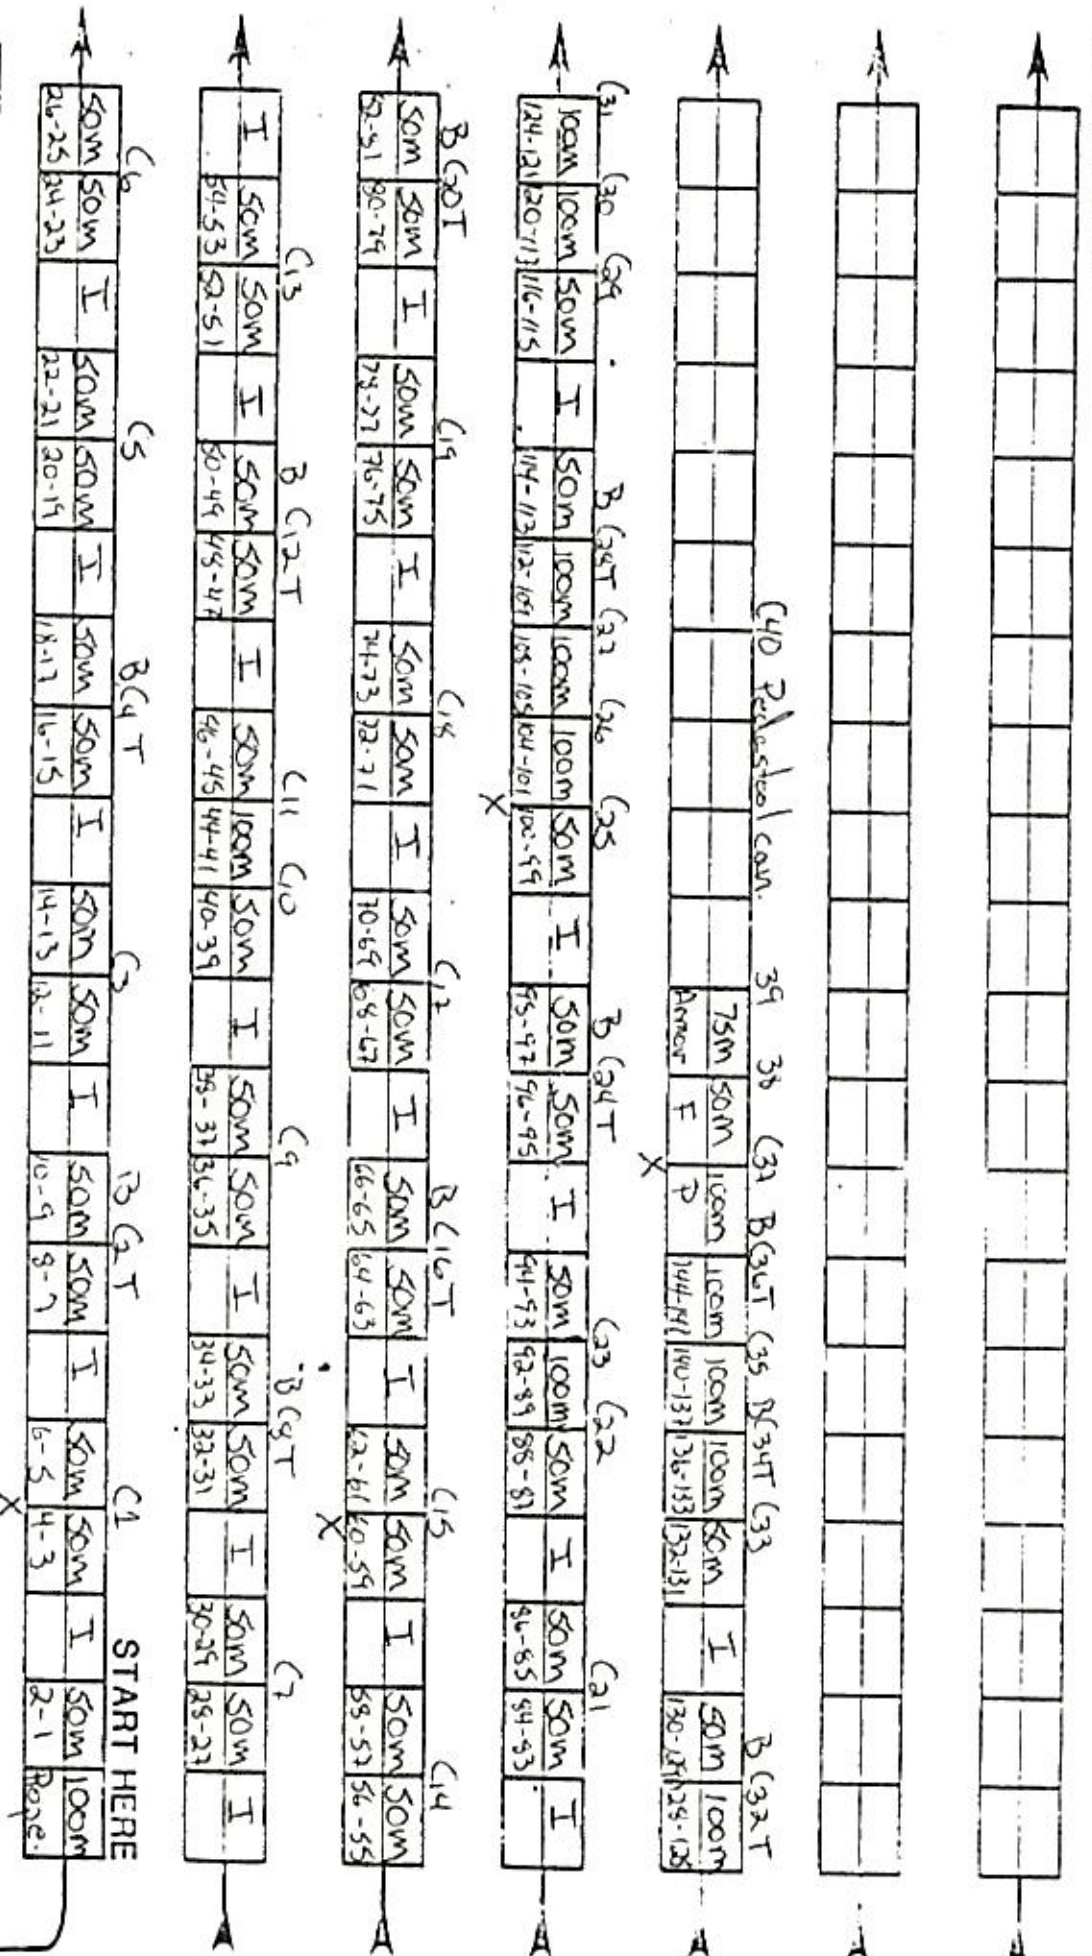 C40 Pedestool can. 39 38 C37 B C36T C35 B C34T C33 B C32T
75m 50m 100m 100m 100m 100m 50m I 50m 100m
Armor F P 144-141 140-137 136-133 132-131 130-129 128-125
X
C31 C30 C29 B C28T C27 C26 C25 B C24T C23 C22 C21
100m 100m 50m I 50m 100m 100m 100m 50m I 50m 50m I 50m 100m 50m I 50m 50m I
124-121 120-117 116-115 114-113 112-109 108-105 104-101 100-99 98-97 96-95 94-93 92-89 88-87 86-85 84-83
X
B C20T C19 C18 C17 B C16T C15 C14
50m 50m I 50m 50m I 50m 50m I 50m 50m I 50m 50m I 50m 50m I 50m 50m
82-81 80-79 78-77 76-75 74-73 72-71 70-69 68-67 66-65 64-63 62-61 60-59 58-57 56-55
X
C13 B C12T C11 C10 C9 B C8T C7
I 50m 50m I 50m 50m I 50m 100m 50m I 50m 50m I 50m 50m I 50m 50m I
54-53 52-51 50-49 48-47 46-45 44-41 40-39 38-37 36-35 34-33 32-31 30-29 28-27
C6 C5 B C4 T C3 B C2 T C1 START HERE
50m 50m I 50m 50m I 50m 50m I 50m 50m I 50m 50m I 50m 50m I 50m 100m
26-25 24-23 22-21 20-19 18-17 16-15 14-13 12-11 10-9 8-7 6-5 4-3 2-1 Rope.
X